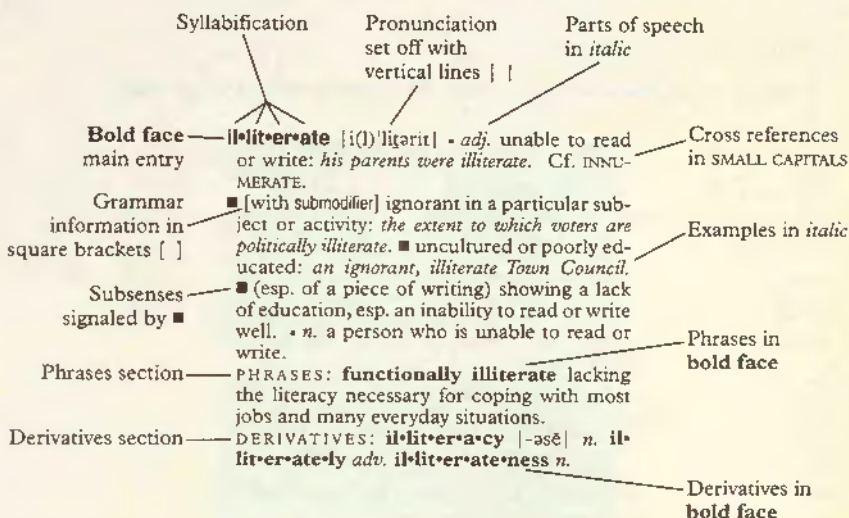 Syllabification
Pronunciation
set off with
vertical lines | |
Parts of speech
in italic
Bold face
main entry
il•lit•er•ate |i(l)ˈlit̬ərit| ▪ adj. unable to read
or write: his parents were illiterate. Cf. INNU-
MERATE.
Cross references
in SMALL CAPITALS
Grammar
information in
square brackets [ ]
■ [with submodifier] ignorant in a particular sub-
ject or activity: the extent to which voters are
politically illiterate. ■ uncultured or poorly ed-
ucated: an ignorant, illiterate Town Council.
Examples in italic
Subsenses
signaled by ■
■ (esp. of a piece of writing) showing a lack
of education, esp. an inability to read or write
well. ▪ n. a person who is unable to read or
write.
Phrases in
bold face
Phrases section
PHRASES: functionally illiterate lacking
the literacy necessary for coping with most
jobs and many everyday situations.
Derivatives section
DERIVATIVES: il•lit•er•a•cy |-əsē| n. il•
lit•er•ate•ly adv. il•lit•er•ate•ness n.
Derivatives in
bold face